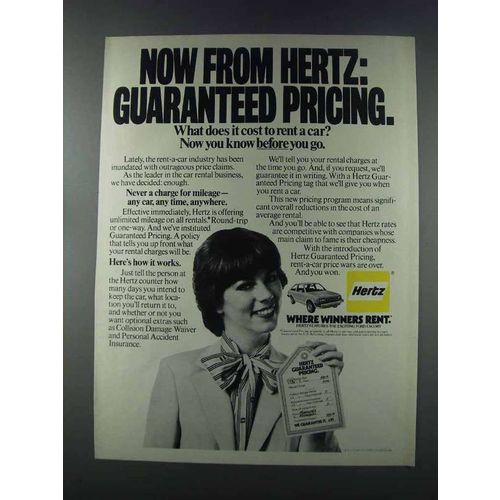 NOW FROM HERTZ:
GUARANTEED PRICING.
What does it cost to rent a car?
Now you know before you go.
Lately, the rent-a-car industry has been
inundated with outrageous price claims.
As the leader in the car rental business,
we have decided: enough.
Never a charge for mileage—
any car, any time, anywhere.
Effective immediately, Hertz is offering
unlimited mileage on all rentals.* Round-trip
or one-way. And we've instituted
Guaranteed Pricing. A policy
that tells you up front what
your rental charges will be.
Here's how it works.
Just tell the person at
the Hertz counter how
many days you intend to
keep the car, what loca-
tion you'll return it to,
and whether or not you
want optional extras such
as Collision Damage Waiver
and Personal Accident
Insurance.
We'll tell you your rental charges at
the time you go. And, if you request, we'll
guarantee it in writing. With a Hertz Guar-
anteed Pricing tag that we'll give you when
you rent a car.
This new pricing program means signifi-
cant overall reductions in the cost of an
average rental.
And you'll be able to see that Hertz rates
are competitive with companies whose
main claim to fame is their cheapness.
With the introduction of
Hertz Guaranteed Pricing,
rent-a-car price wars are over.
And you won.
Hertz
WHERE WINNERS RENT.
HERTZ FEATURES THE EXCITING FORD ESCORT
HERTZ
GUARANTEED
PRICING.
WE GUARANTEE IT.